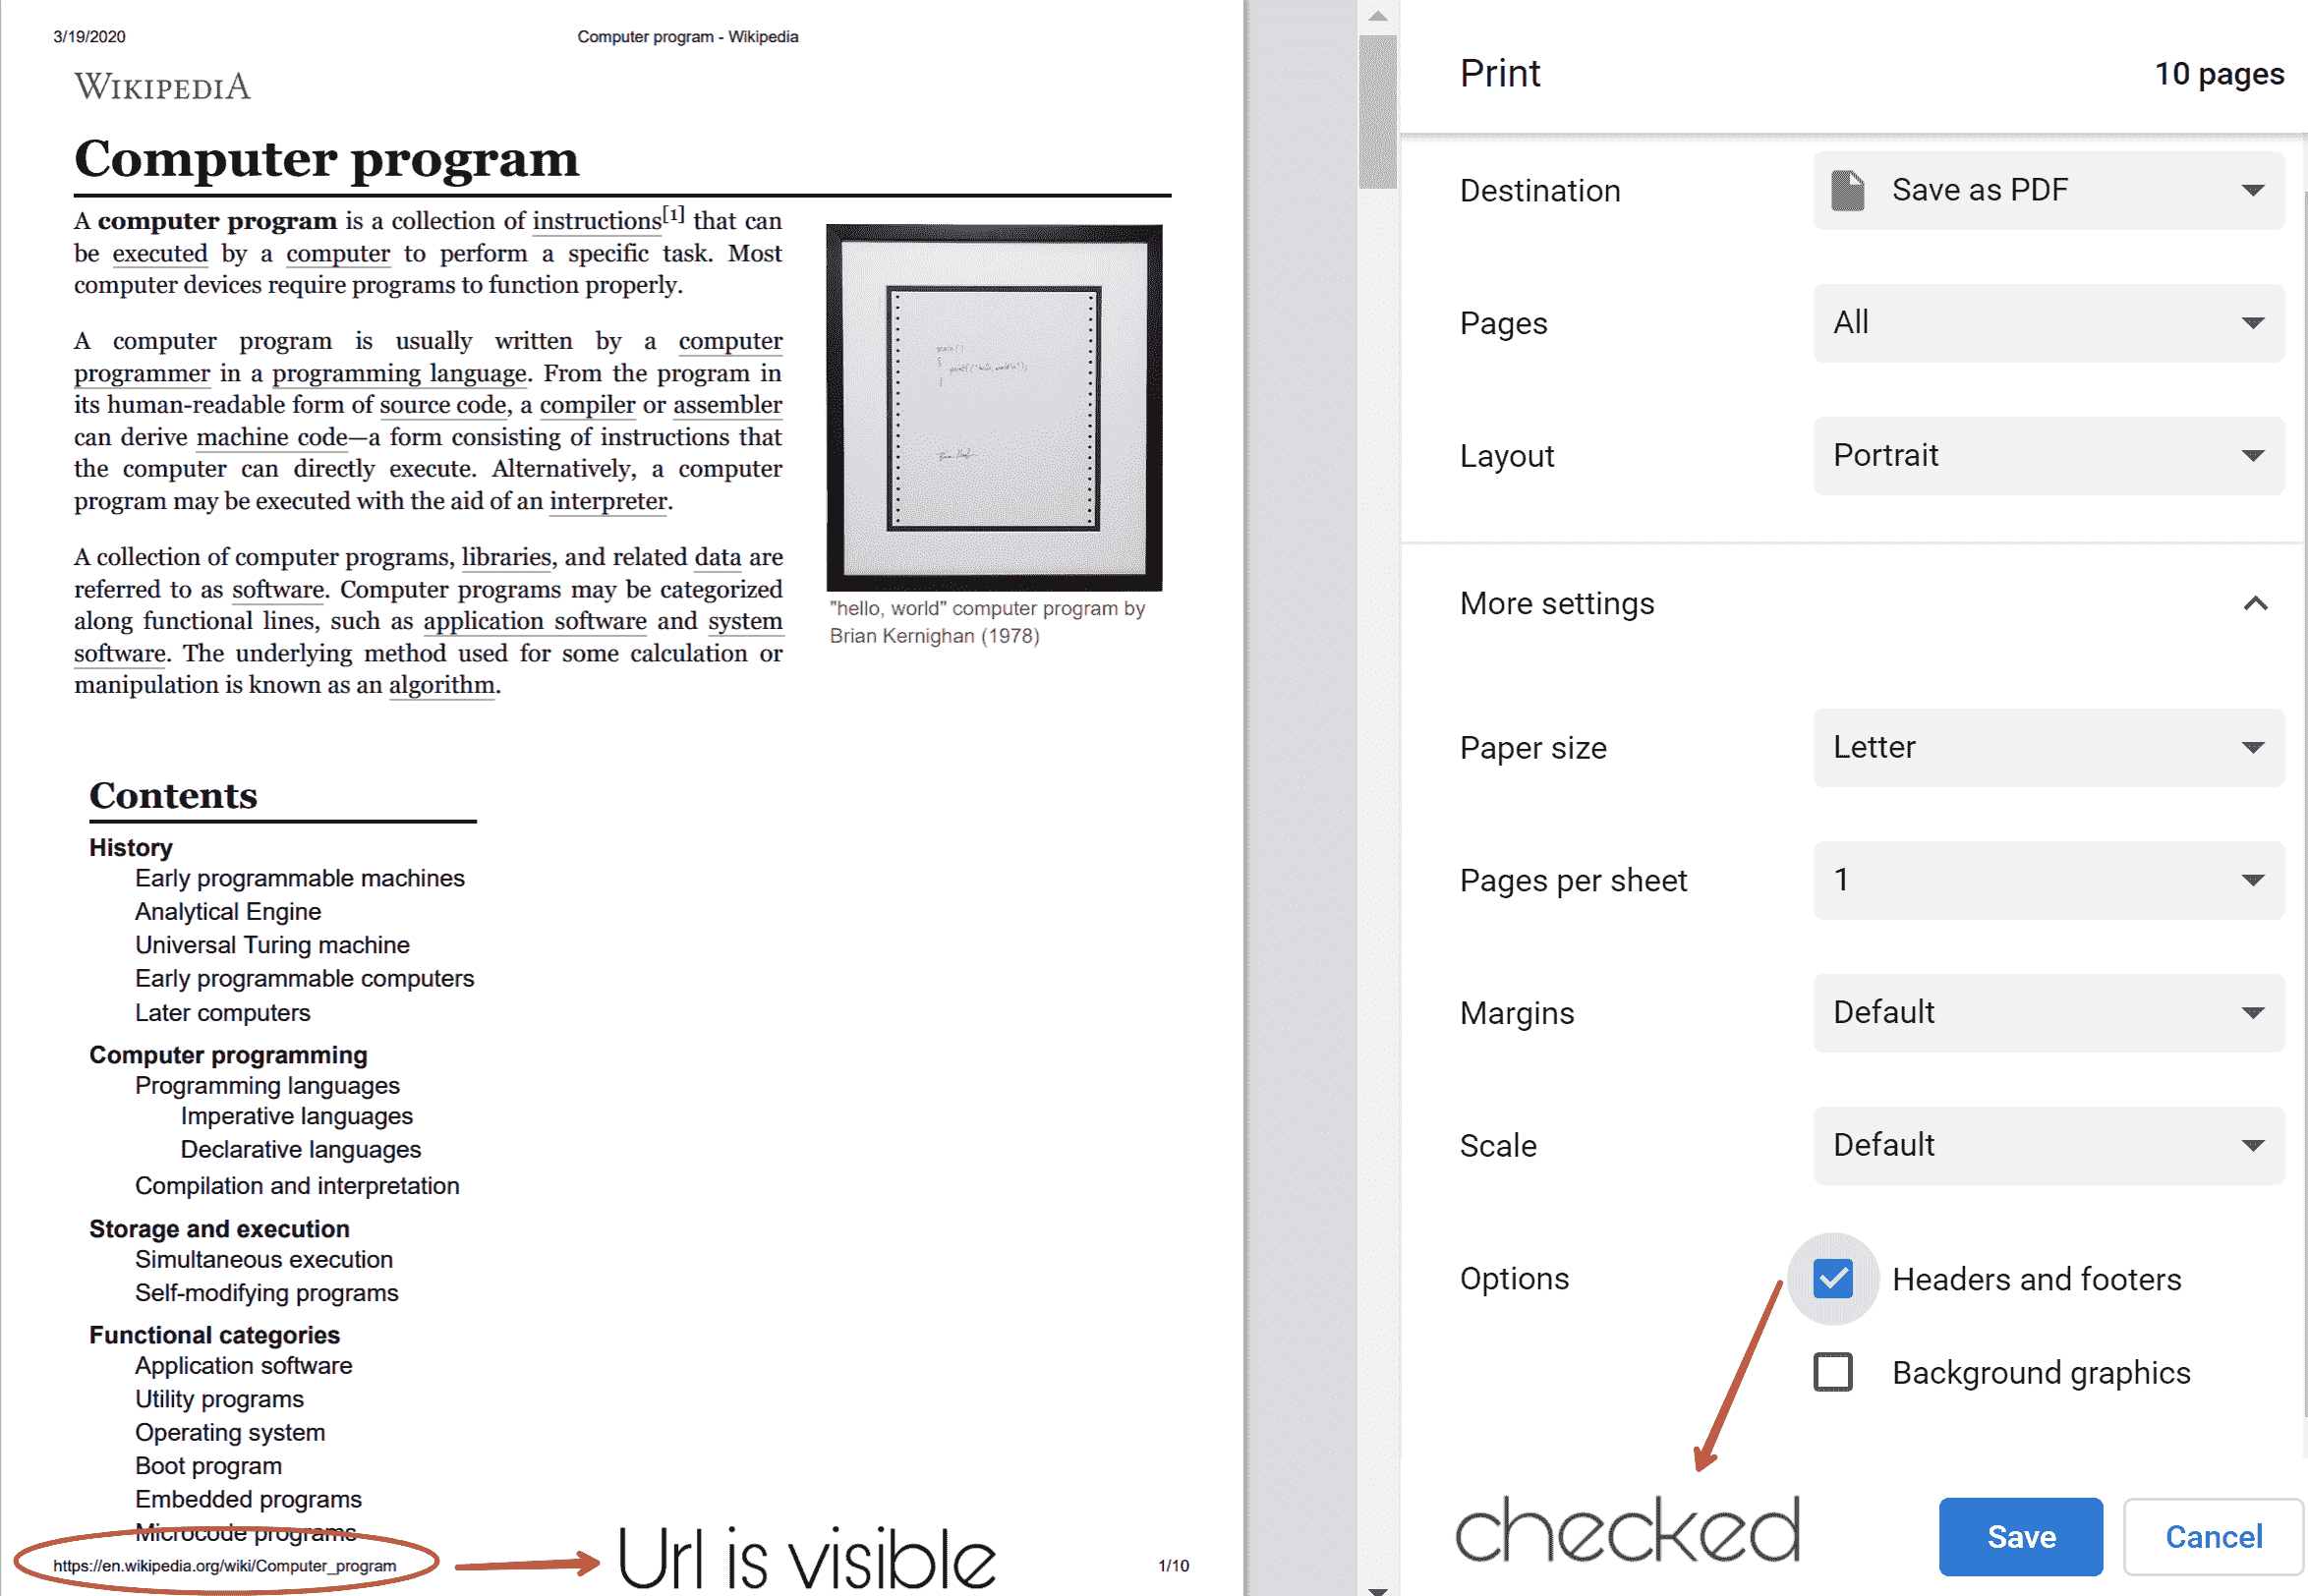 3/19/2020 Computer program - Wikipedia
WIKIPEDIA
Computer program
A computer program is a collection of instructions[1] that can
be executed by a computer to perform a specific task. Most
computer devices require programs to function properly.
A computer program is usually written by a computer
programmer in a programming language. From the program in
its human-readable form of source code, a compiler or assembler
can derive machine code—a form consisting of instructions that
the computer can directly execute. Alternatively, a computer
program may be executed with the aid of an interpreter.
A collection of computer programs, libraries, and related data are
referred to as software. Computer programs may be categorized
along functional lines, such as application software and system
software. The underlying method used for some calculation or
manipulation is known as an algorithm.
main()
{
printf("hello, world\n");
}
"hello, world" computer program by
Brian Kernighan (1978)
Contents
History
Early programmable machines
Analytical Engine
Universal Turing machine
Early programmable computers
Later computers
Computer programming
Programming languages
Imperative languages
Declarative languages
Compilation and interpretation
Storage and execution
Simultaneous execution
Self-modifying programs
Functional categories
Application software
Utility programs
Operating system
Boot program
Embedded programs
Microcode programs
https://en.wikipedia.org/wiki/Computer_program
Url is visible
1/10
Print 10 pages
Destination Save as PDF
Pages All
Layout Portrait
More settings
Paper size Letter
Pages per sheet 1
Margins Default
Scale Default
Options Headers and footers
Background graphics
checked
Save Cancel